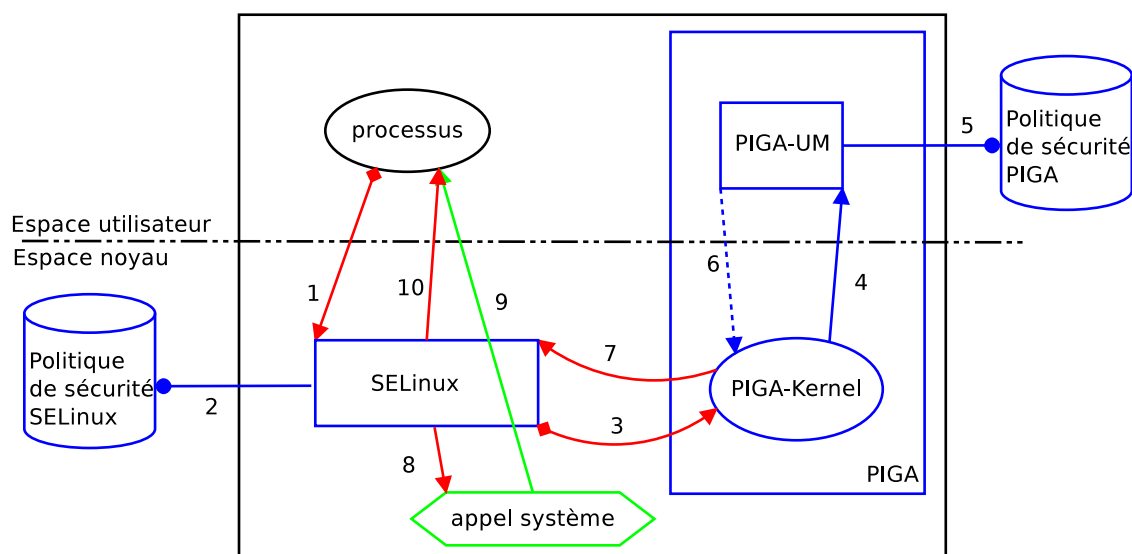 processus
PIGA-UM
5
Politique
de sécurité
PIGA
Espace utilisateur
Espace noyau
1
10
9
6
4
Politique
de sécurité
SELinux
2
SELinux
7
3
PIGA-Kernel
8
PIGA
appel système